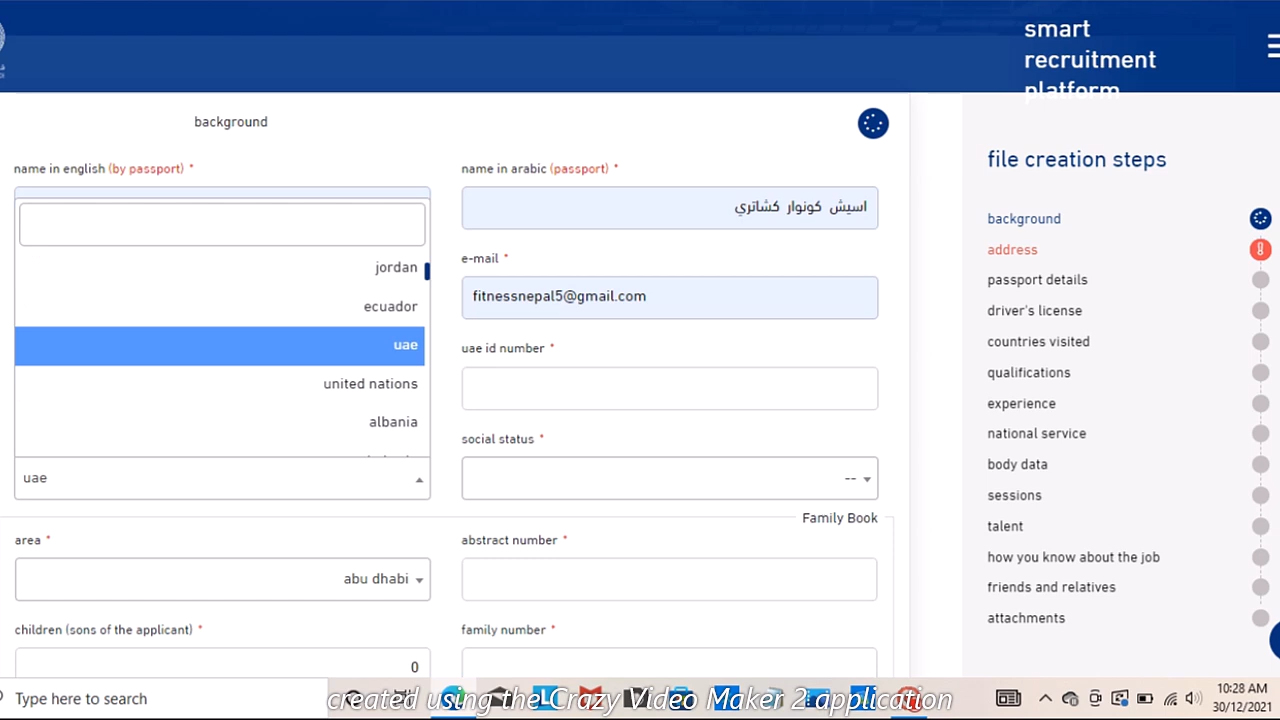 smart
recruitment
platform
background
name in english (by passport) *
name in arabic (passport) *
اسيش كونوار كشاتري
jordan
ecuador
uae
united nations
albania
uae
e-mail *
fitnessnepal5@gmail.com
uae id number *
social status *
--
Family Book
area *
abu dhabi
abstract number *
children (sons of the applicant) *
0
family number *
file creation steps
background
address
passport details
driver's license
countries visited
qualifications
experience
national service
body data
sessions
talent
how you know about the job
friends and relatives
attachments
Type here to search
created using the Crazy Video Maker 2 application
10:28 AM
30/12/2021